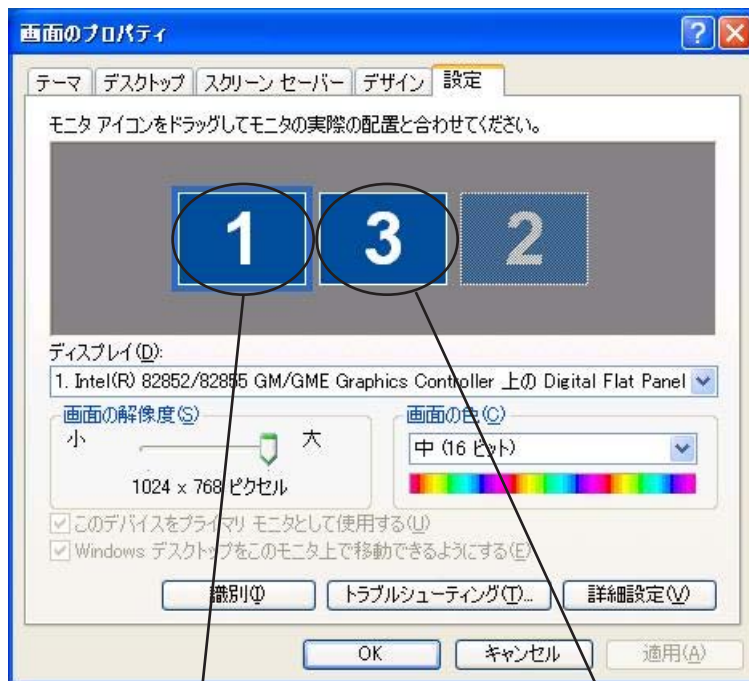 画面のプロパティ
テーマ デスクトップ スクリーン セーバー デザイン 設定
モニタ アイコンをドラッグしてモニタの実際の配置と合わせてください。
1 3 2
ディスプレイ(D):
1. Intel(R) 82852/82855 GM/GME Graphics Controller 上の Digital Flat Panel
画面の解像度(S) 画面の色(C)
小 大 中 (16 ビット)
1024 x 768 ピクセル
このデバイスをプライマリ モニタとして使用する(U)
Windows デスクトップをこのモニタ上で移動できるようにする(E)
識別(I) トラブルシューティング(T)... 詳細設定(V)
OK キャンセル 適用(A)